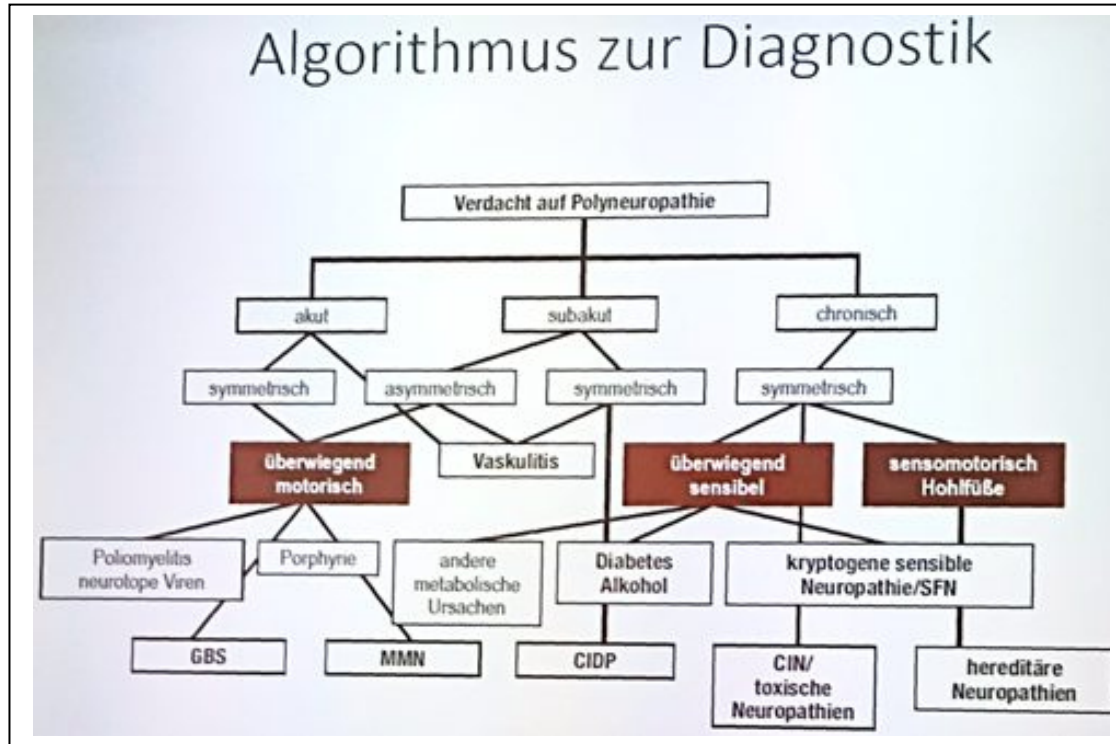 Algorithmus zur Diagnostik
Verdacht auf Polyneuropathie
akut
subakut
chronisch
symmetrisch
asymmetrisch
symmetrisch
symmetrisch
überwiegend
motorisch
Vaskulitis
überwiegend
sensibel
sensomotorisch
Hohlfüße
Poliomyelitis
neurotope Viren
Porphyrie
andere
metabolische
Ursachen
Diabetes
Alkohol
kryptogene sensible
Neuropathie/SFN
GBS
MMN
CIDP
CIN/
toxische
Neuropathien
hereditäre
Neuropathien